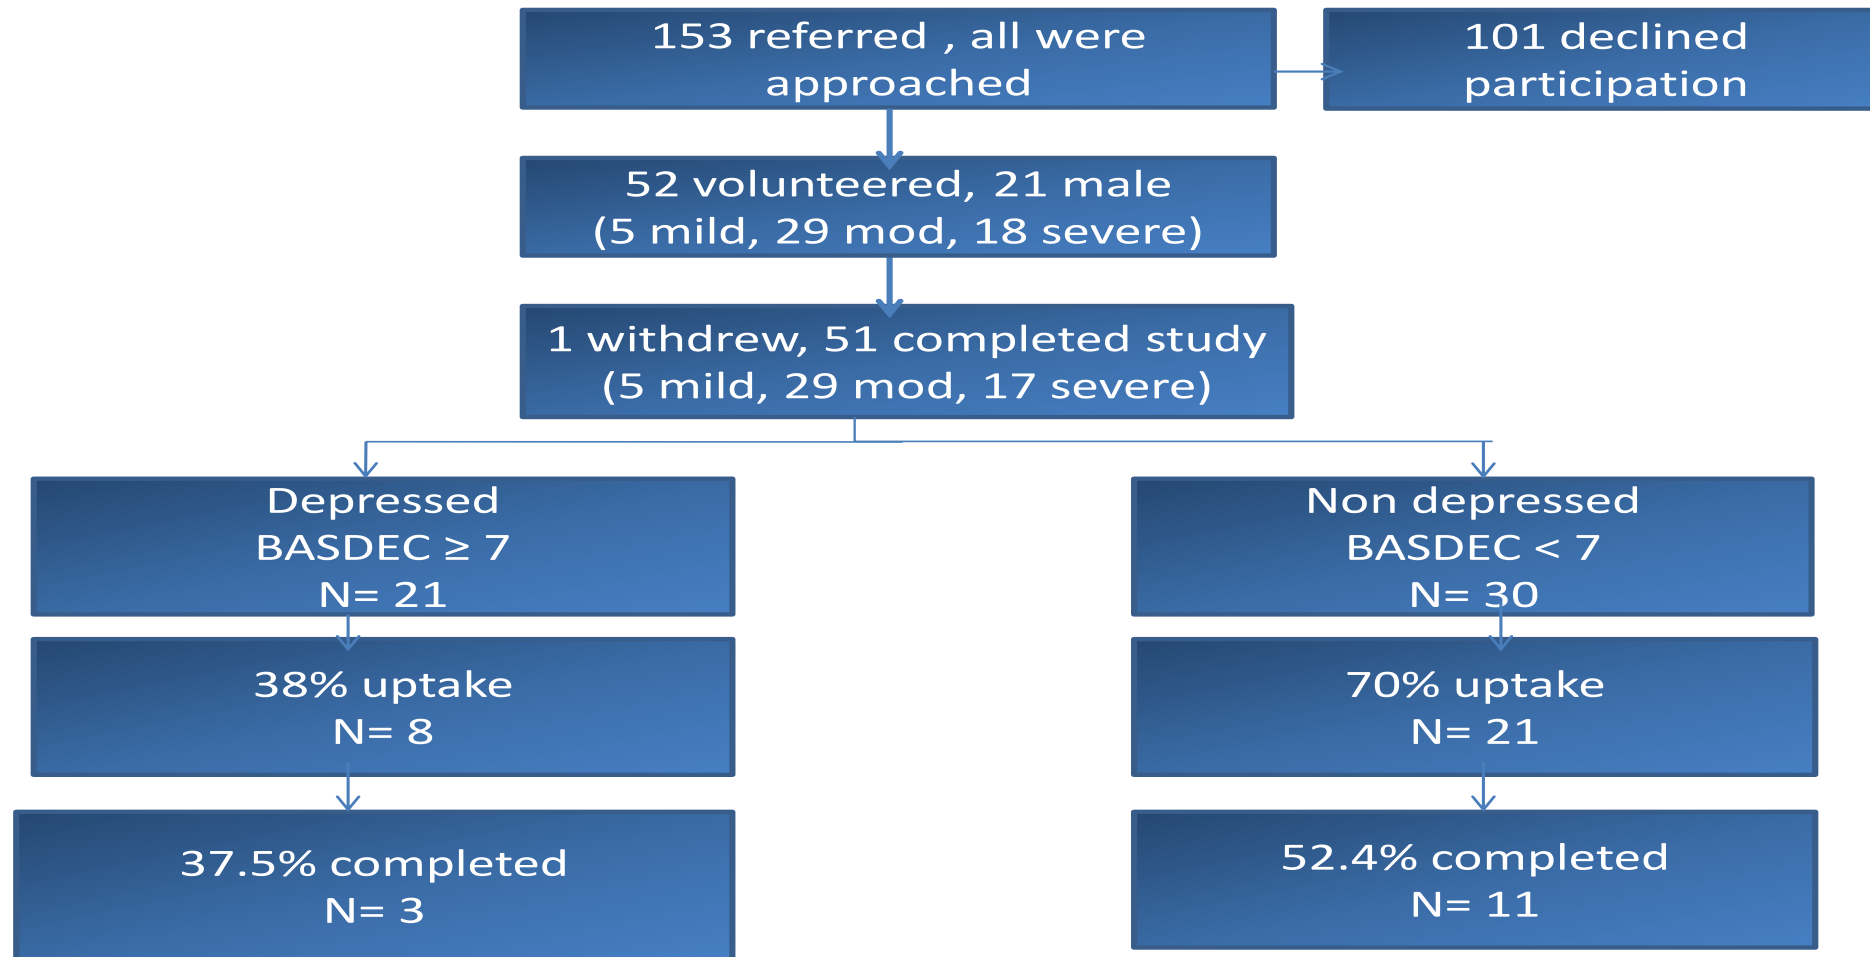 153 referred , all were
approached
101 declined
participation
52 volunteered, 21 male
(5 mild, 29 mod, 18 severe)
1 withdrew, 51 completed study
(5 mild, 29 mod, 17 severe)
Depressed
BASDEC ≥ 7
N= 21
Non depressed
BASDEC < 7
N= 30
38% uptake
N= 8
70% uptake
N= 21
37.5% completed
N= 3
52.4% completed
N= 11